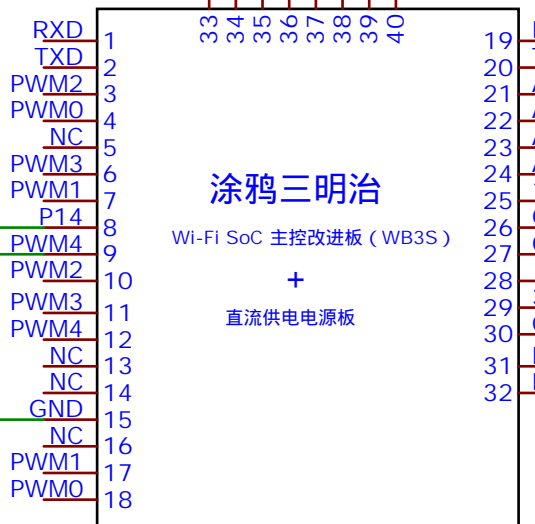 33 34 35 36 37 38 39 40
RXD 1 19
TXD 2 20
PWM2 3 21
PWM0 4 22
NC 5 23
PWM3 6 24
PWM1 7 25
P14 8 26
PWM4 9 27
PWM2 10 28
PWM3 11 29
PWM4 12 30
NC 13 31
NC 14 32
GND 15
NC 16
PWM1 17
PWM0 18
涂鸦三明治
Wi-Fi SoC 主控改进板（WB3S）
+
直流供电电源板